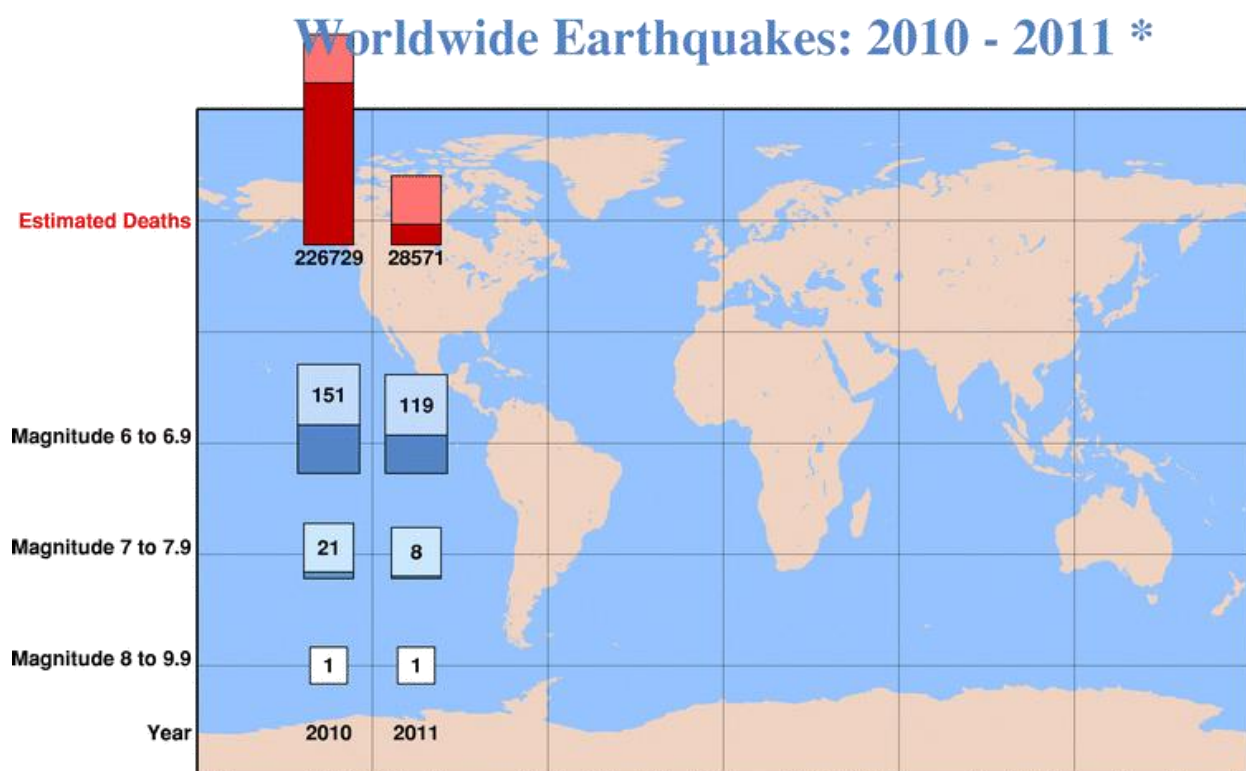 Worldwide Earthquakes: 2010 - 2011 *
Estimated Deaths
226729 28571
151 119
Magnitude 6 to 6.9
21 8
Magnitude 7 to 7.9
Magnitude 8 to 9.9 1 1
Year 2010 2011